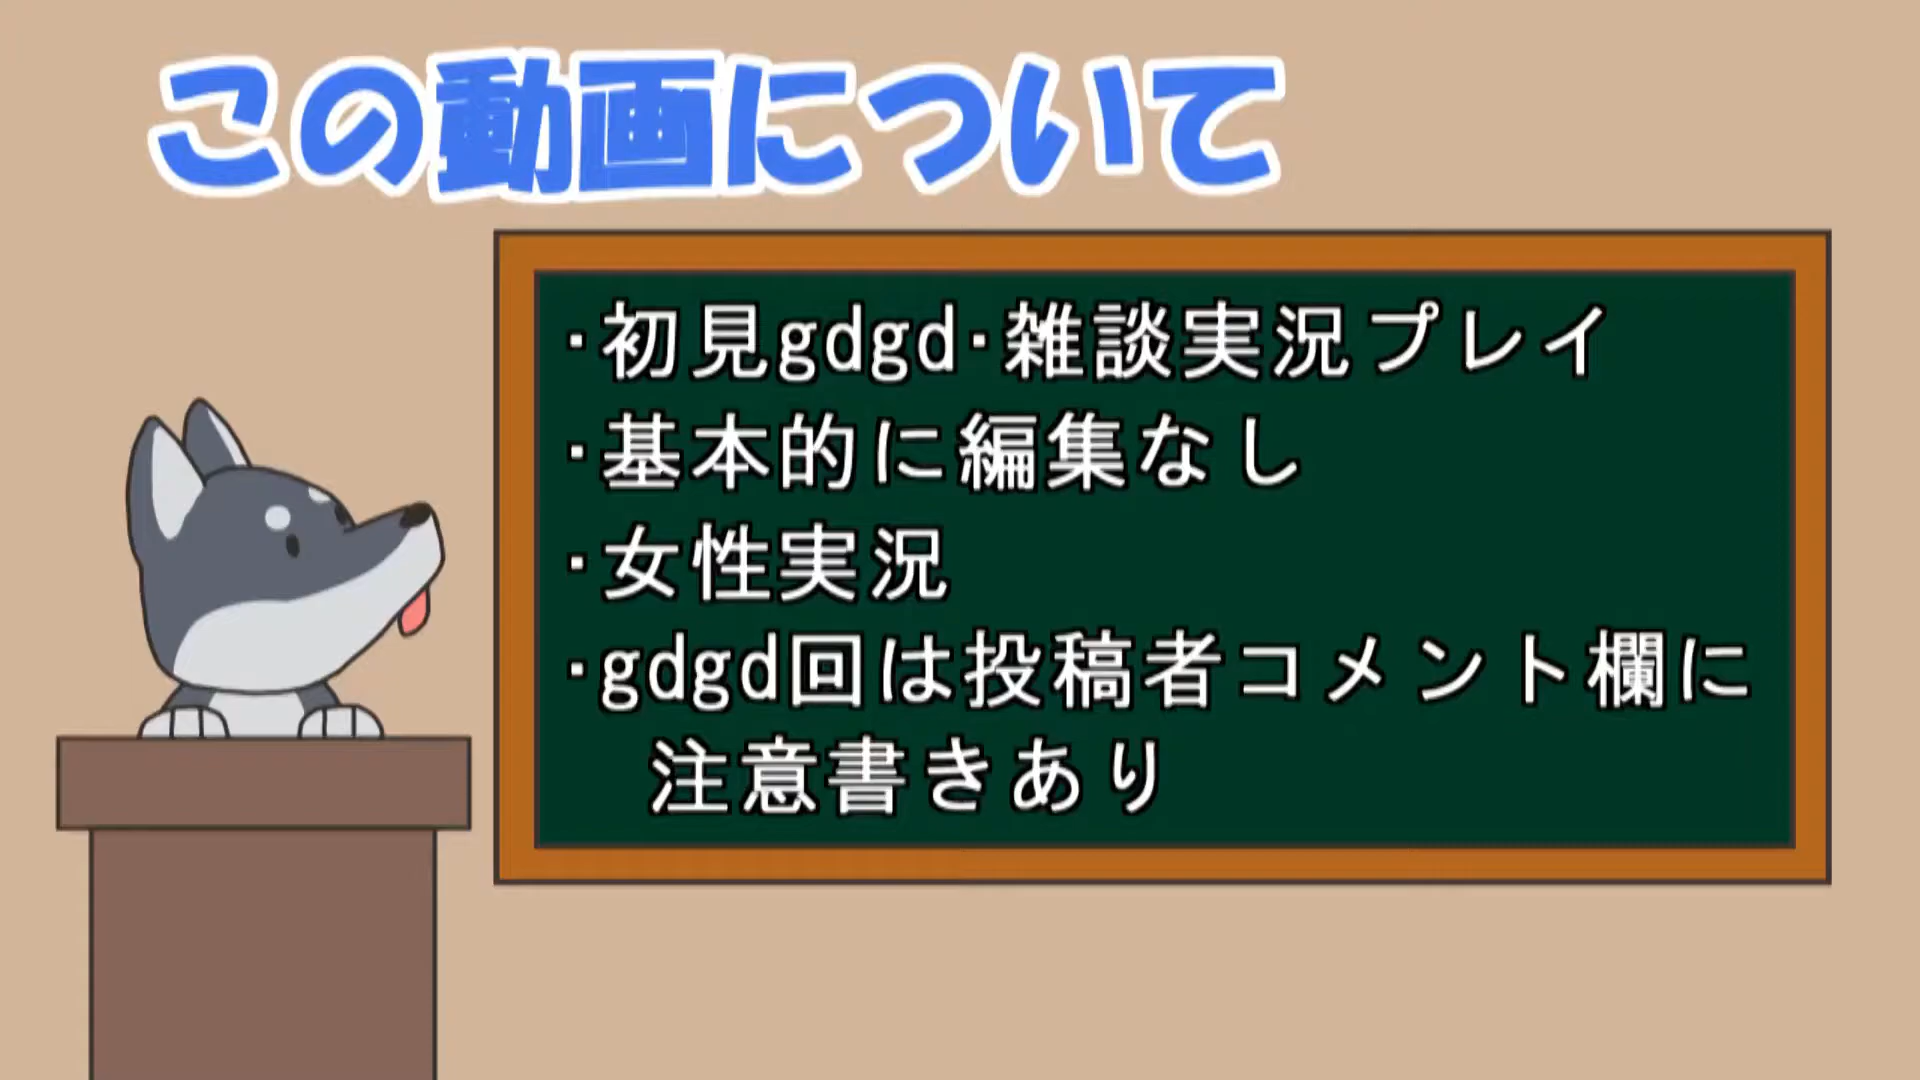 この動画について
･初見gdgd･雑談実況プレイ
･基本的に編集なし
･女性実況
･gdgd回は投稿者コメント欄に
注意書きあり